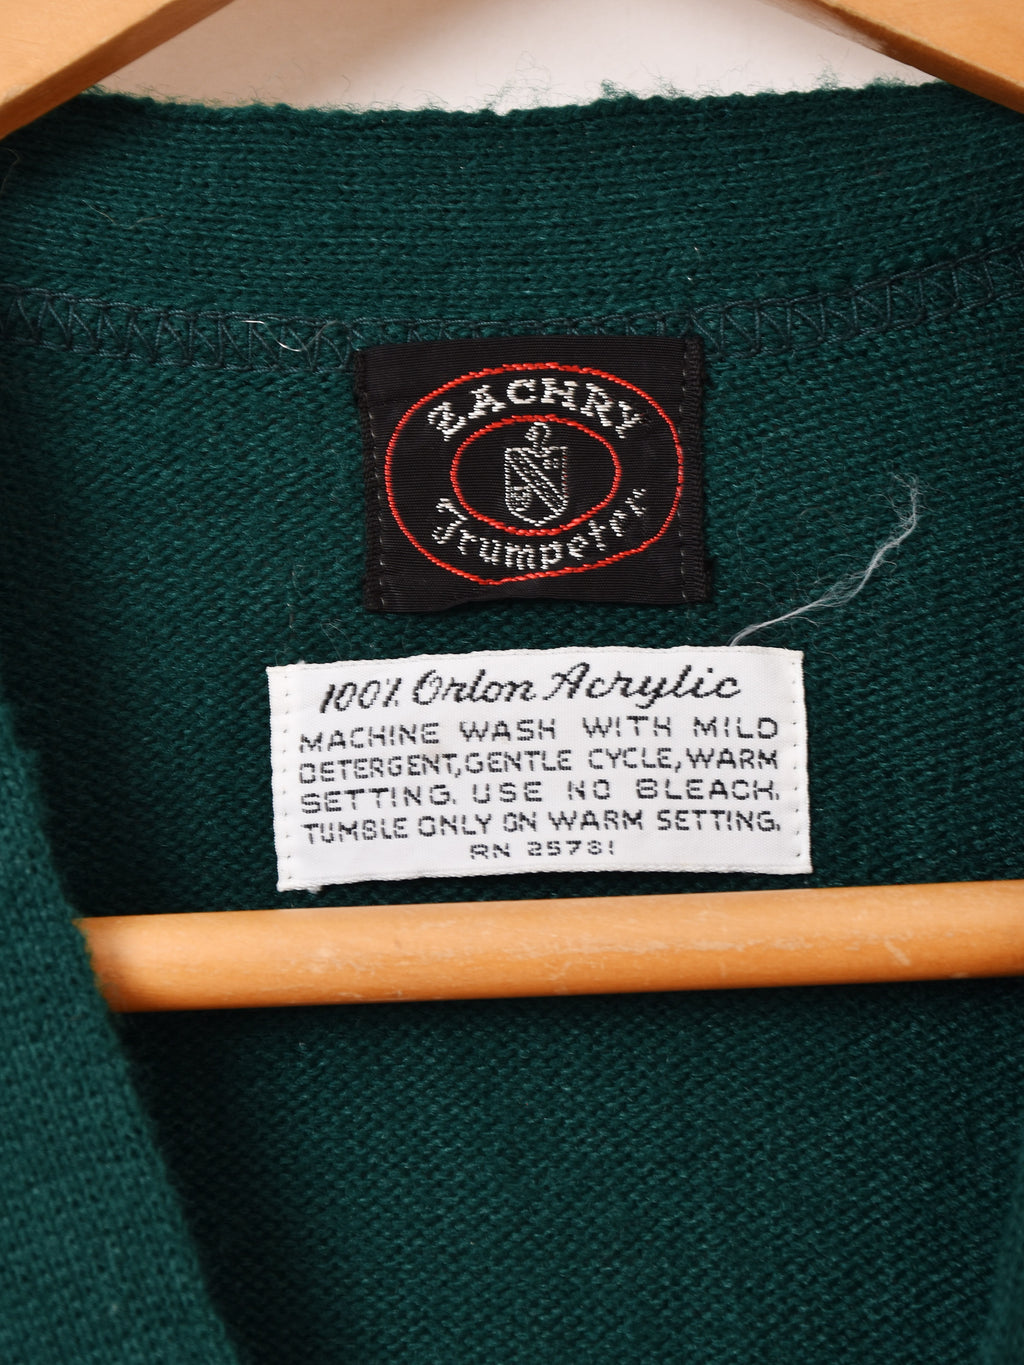 ZACHRY
Trumpeter
100% Orlon Acrylic
MACHINE WASH WITH MILD
DETERGENT, GENTLE CYCLE, WARM
SETTING. USE NO BLEACH.
TUMBLE ONLY ON WARM SETTING.
RN 25781